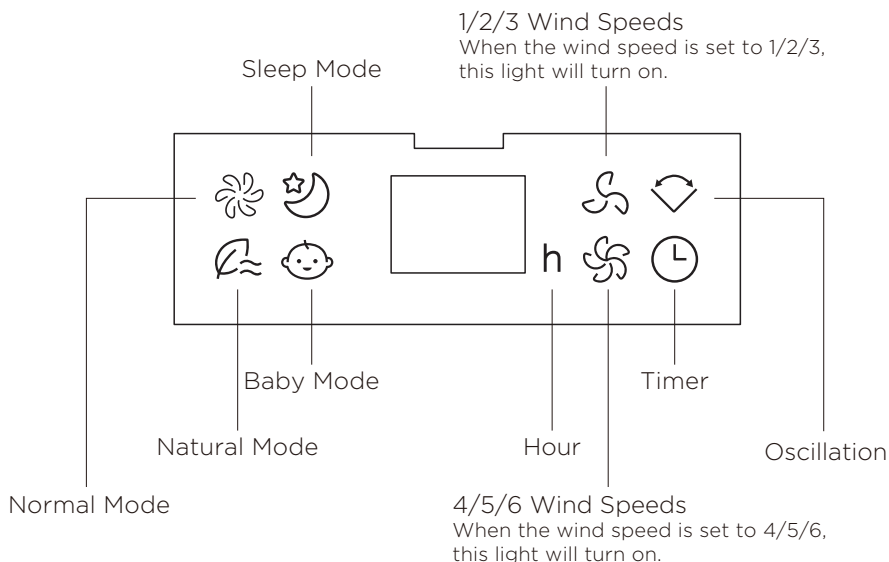 1/2/3 Wind Speeds
When the wind speed is set to 1/2/3,
this light will turn on.
Sleep Mode
h
Baby Mode
Timer
Natural Mode
Hour
Oscillation
Normal Mode
4/5/6 Wind Speeds
When the wind speed is set to 4/5/6,
this light will turn on.